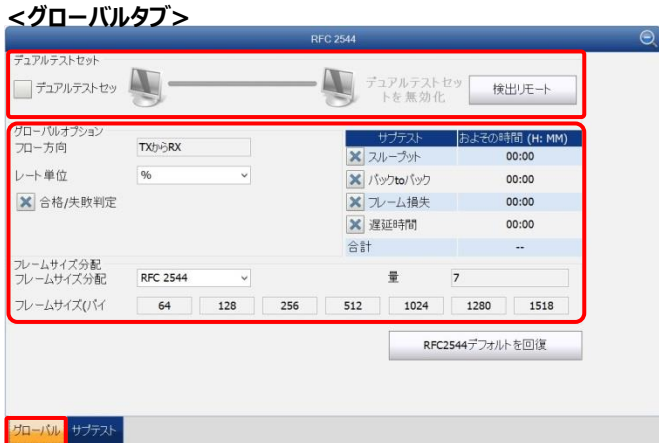 <グローバルタブ>
RFC 2544
デュアルテストセット
デュアルテストセッ
デュアルテストセッ
トを無効化
検出リモート
グローバルオプション
フロー方向 TXからRX
レート単位 %
合格/失敗判定
サブテスト およその時間 (H: MM)
スループット 00:00
バックtoバック 00:00
フレーム損失 00:00
遅延時間 00:00
合計 --
フレームサイズ分配
フレームサイズ分配 RFC 2544 量 7
フレームサイズ(バイ 64 128 256 512 1024 1280 1518
RFC2544デフォルトを回復
グローバル サブテスト